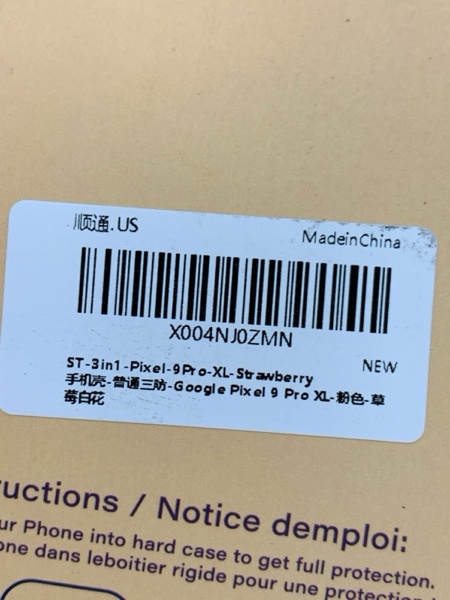 顺通.US
MadeinChina
X004NJ0ZMN
NEW
ST-3in1-Pixel-9Pro-XL-Strawberry
手机壳-普通三防-Google Pixel 9 Pro XL-粉色-草
莓白花
ructions / Notice demploi:
ur Phone into hard case to get full protection.
one dans leboitier rigide pour une protection